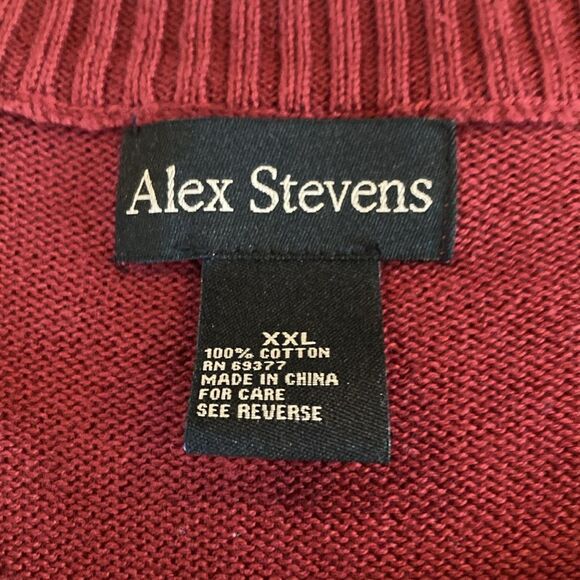 Alex Stevens
XXL
100% COTTON
RN 69377
MADE IN CHINA
FOR CARE
SEE REVERSE